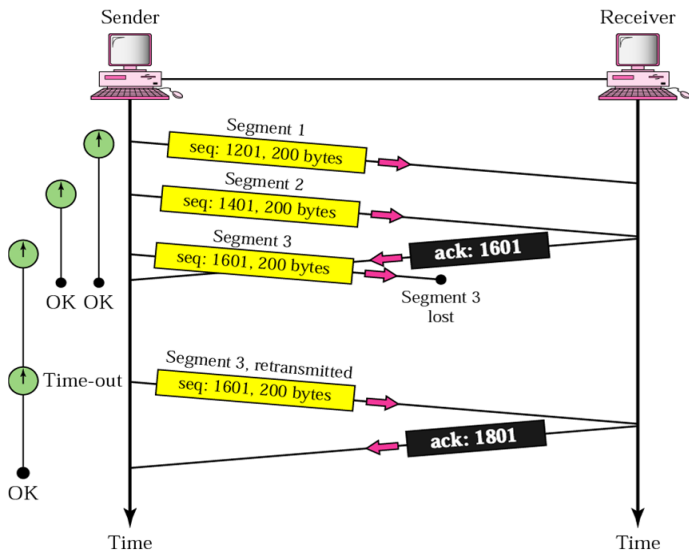 Sender
Receiver
Segment 1
seq: 1201, 200 bytes
Segment 2
seq: 1401, 200 bytes
Segment 3
seq: 1601, 200 bytes
ack: 1601
OK OK
Segment 3
lost
Segment 3, retransmitted
Time-out
seq: 1601, 200 bytes
ack: 1801
OK
Time
Time